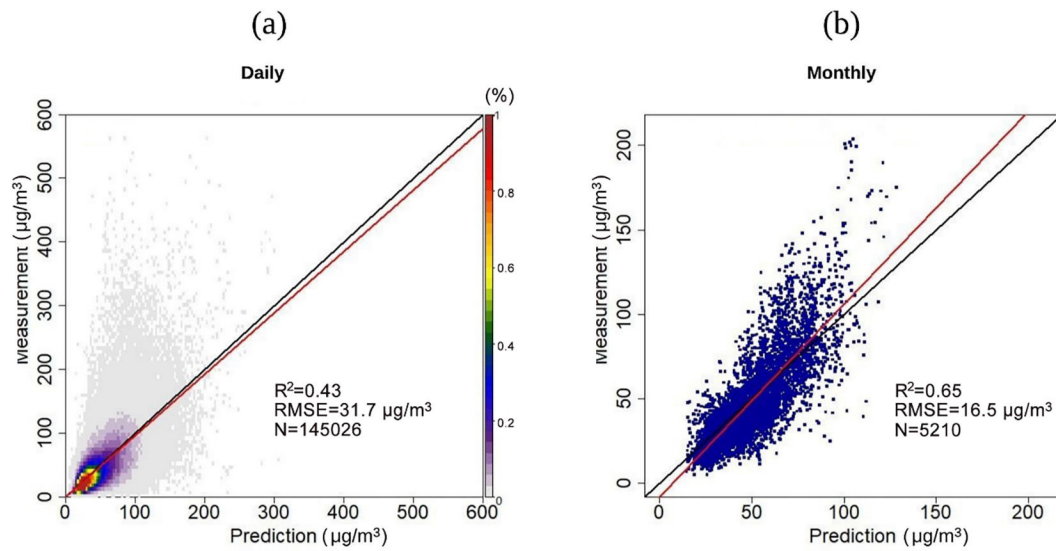 (a)
Daily
(%)
600
500
400
300
200
100
0
Measurement (µg/m³)
1
0.8
0.6
0.4
0.2
0
R²=0.43
RMSE=31.7 µg/m³
N=145026
0 100 200 300 400 500 600
Prediction (µg/m³)
(b)
Monthly
200
150
100
50
0
Measurement (µg/m³)
R²=0.65
RMSE=16.5 µg/m³
N=5210
0 50 100 150 200
Prediction (µg/m³)